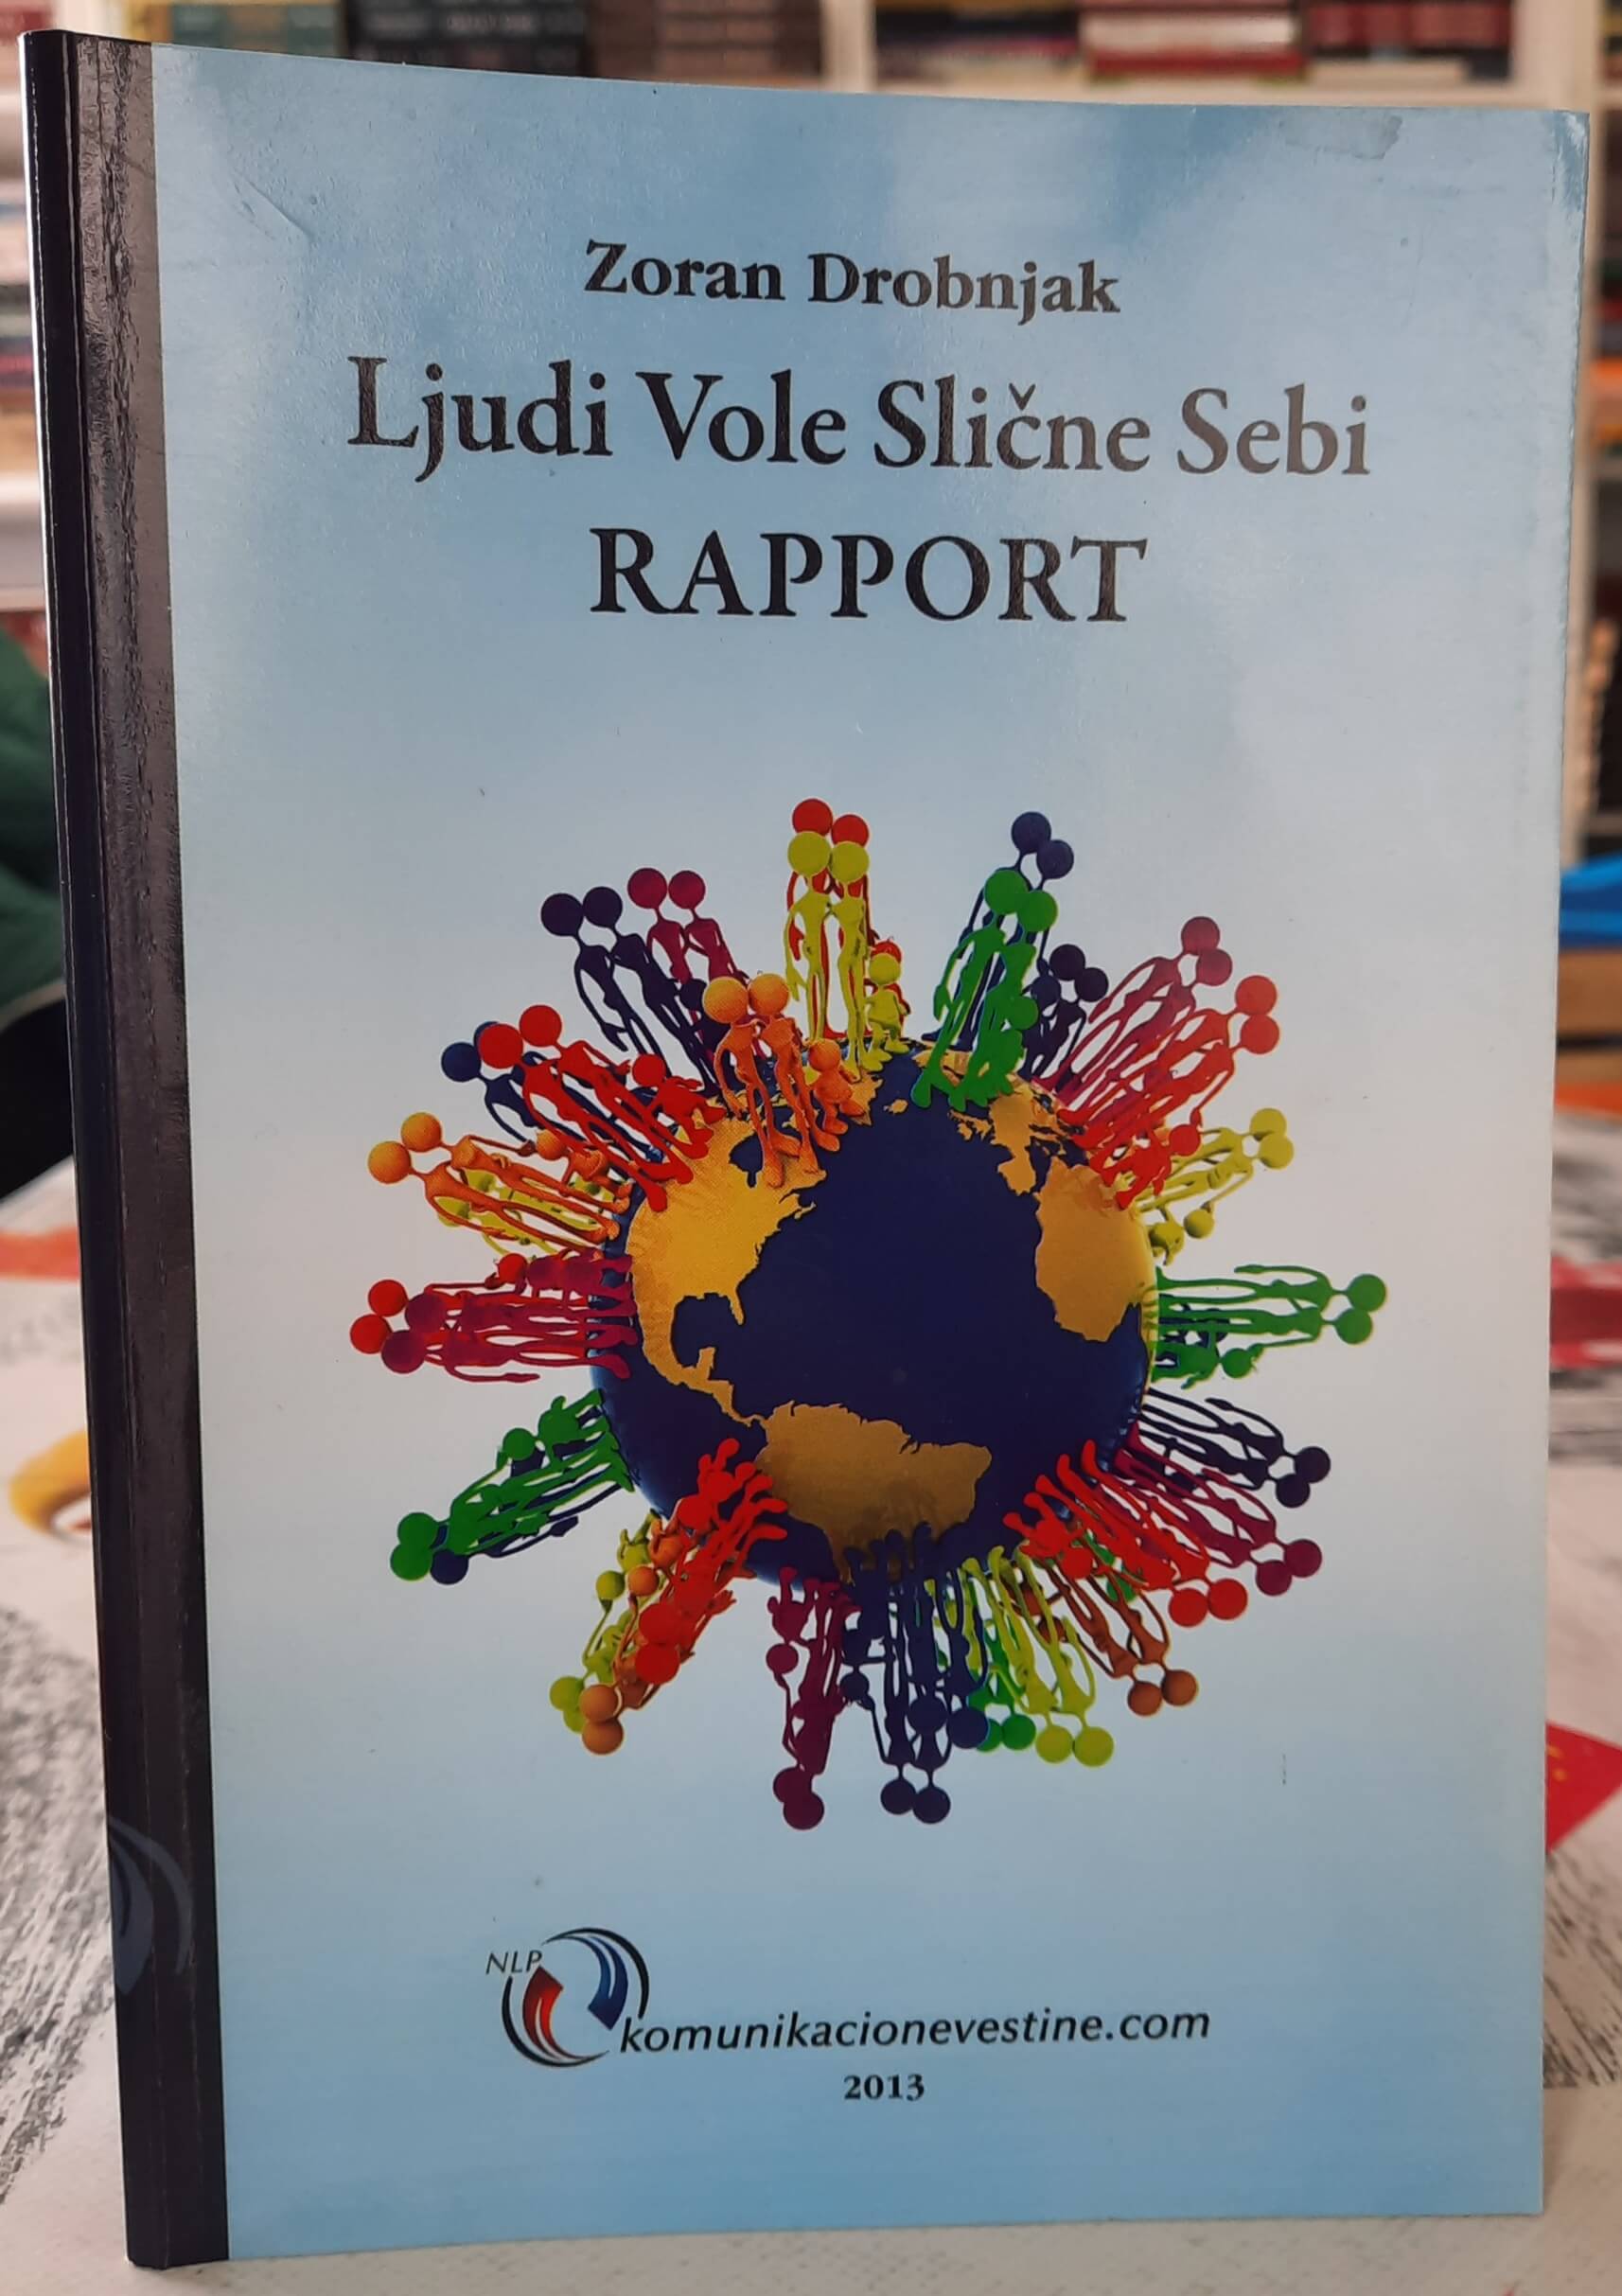 Zoran Drobnjak
Ljudi Vole Slične Sebi
RAPPORT
NLP
komunikacionevestine.com
2013